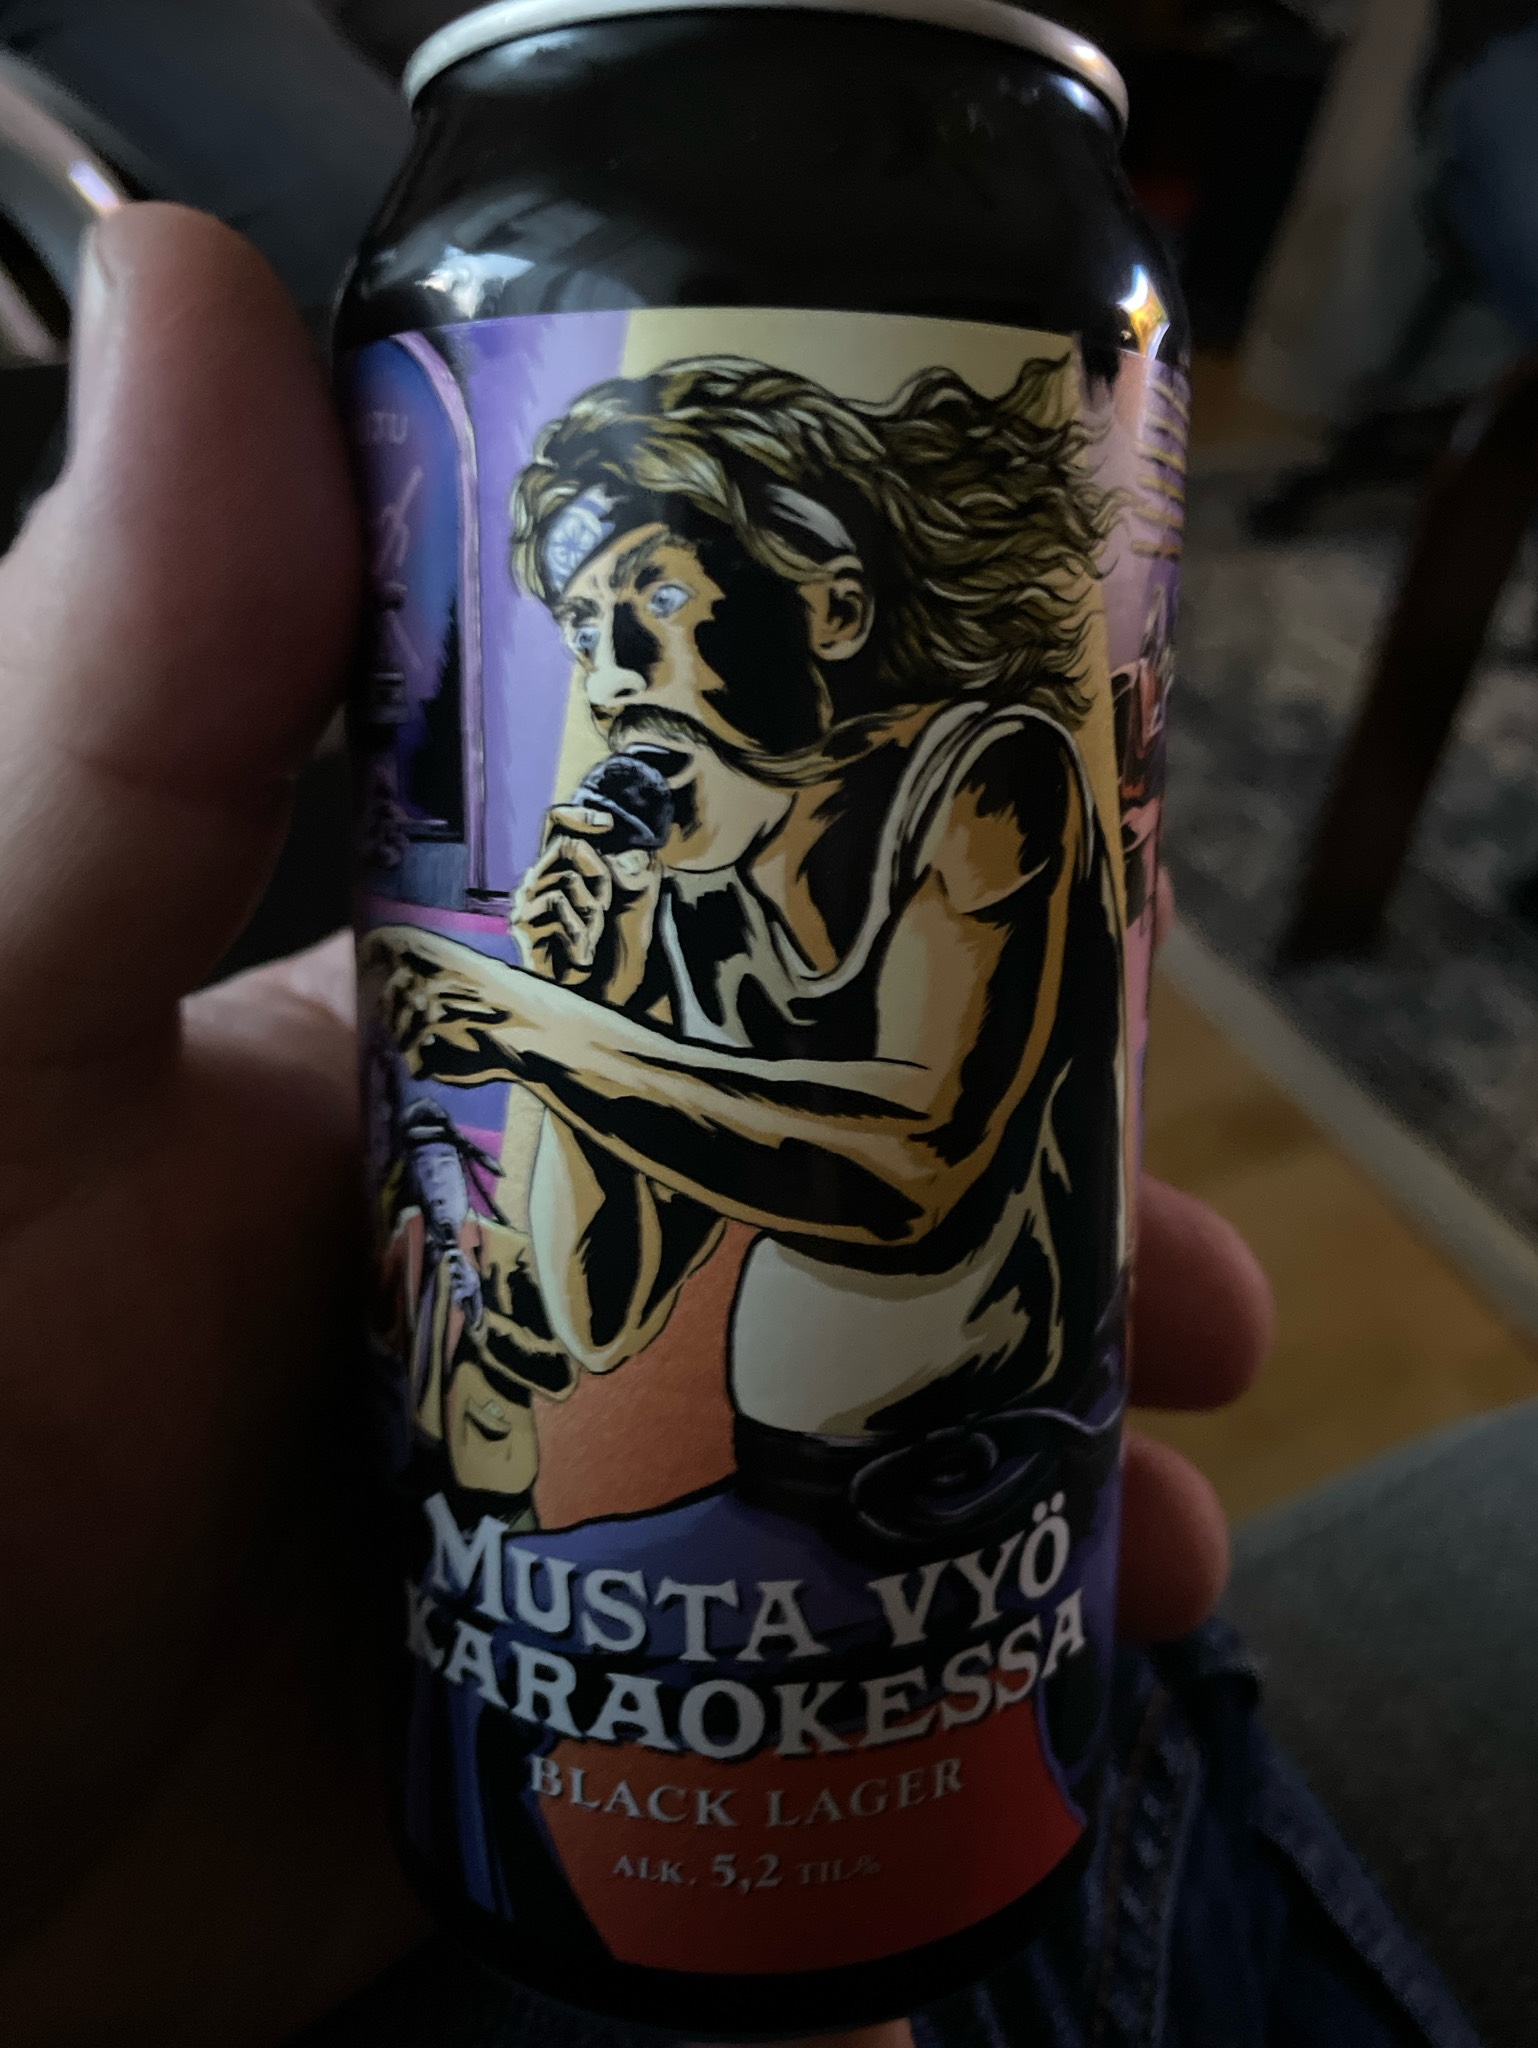 MUSTA VYÖ
KARAOKESSA
BLACK LAGER
ALK. 5,2 TIL.%